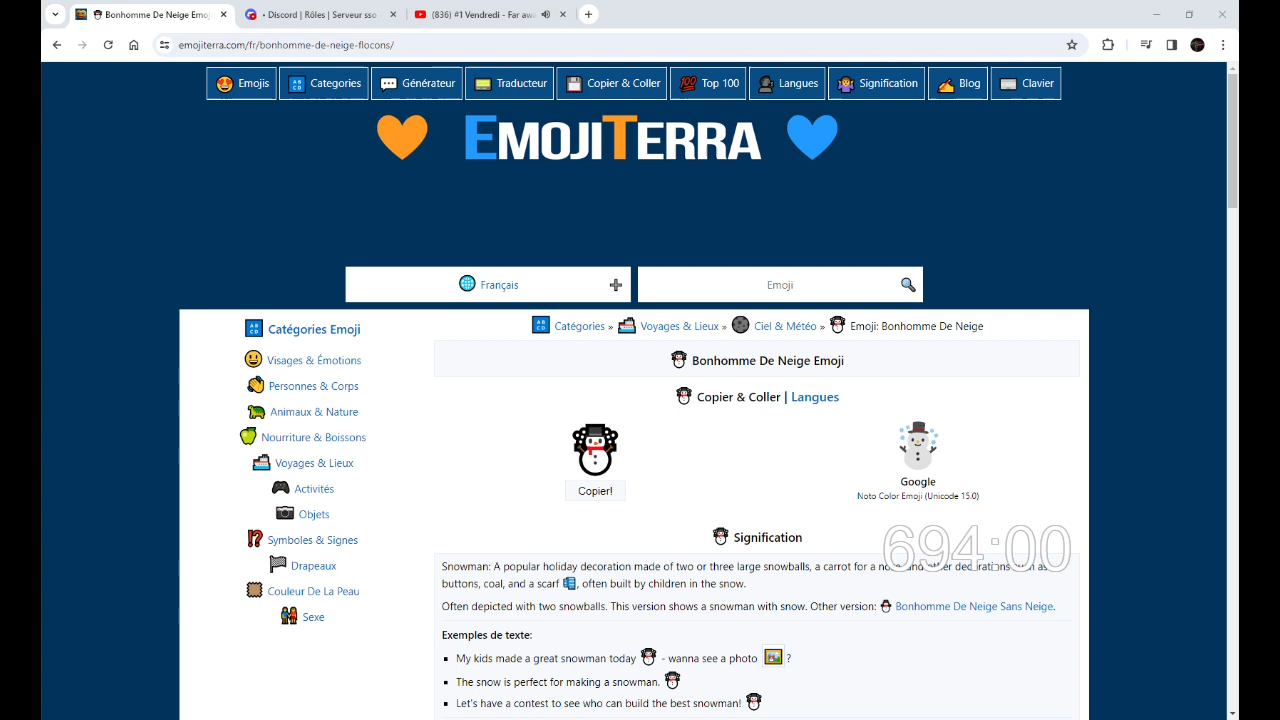 Bonhomme De Neige Emoj
• Discord | Rôles | Serveur sso
(836) #1 Vendredi - Far awa
emojiterra.com/fr/bonhomme-de-neige-flocons/
Emojis
Categories
Générateur
Traducteur
Copier & Coller
Top 100
Langues
Signification
Blog
Clavier
EMOJITERRA
Français
Emoji
Catégories Emoji
Visages & Émotions
Personnes & Corps
Animaux & Nature
Nourriture & Boissons
Voyages & Lieux
Activités
Objets
Symboles & Signes
Drapeaux
Couleur De La Peau
Sexe
Catégories » Voyages & Lieux » Ciel & Météo » Emoji: Bonhomme De Neige
Bonhomme De Neige Emoji
Copier & Coller | Langues
Copier!
Google
Noto Color Emoji (Unicode 15.0)
Signification
694:00
Snowman: A popular holiday decoration made of two or three large snowballs, a carrot for a nose, and other decorations such as
buttons, coal, and a scarf, often built by children in the snow.
Often depicted with two snowballs. This version shows a snowman with snow. Other version: Bonhomme De Neige Sans Neige.
Exemples de texte:
My kids made a great snowman today - wanna see a photo ?
The snow is perfect for making a snowman.
Let's have a contest to see who can build the best snowman!